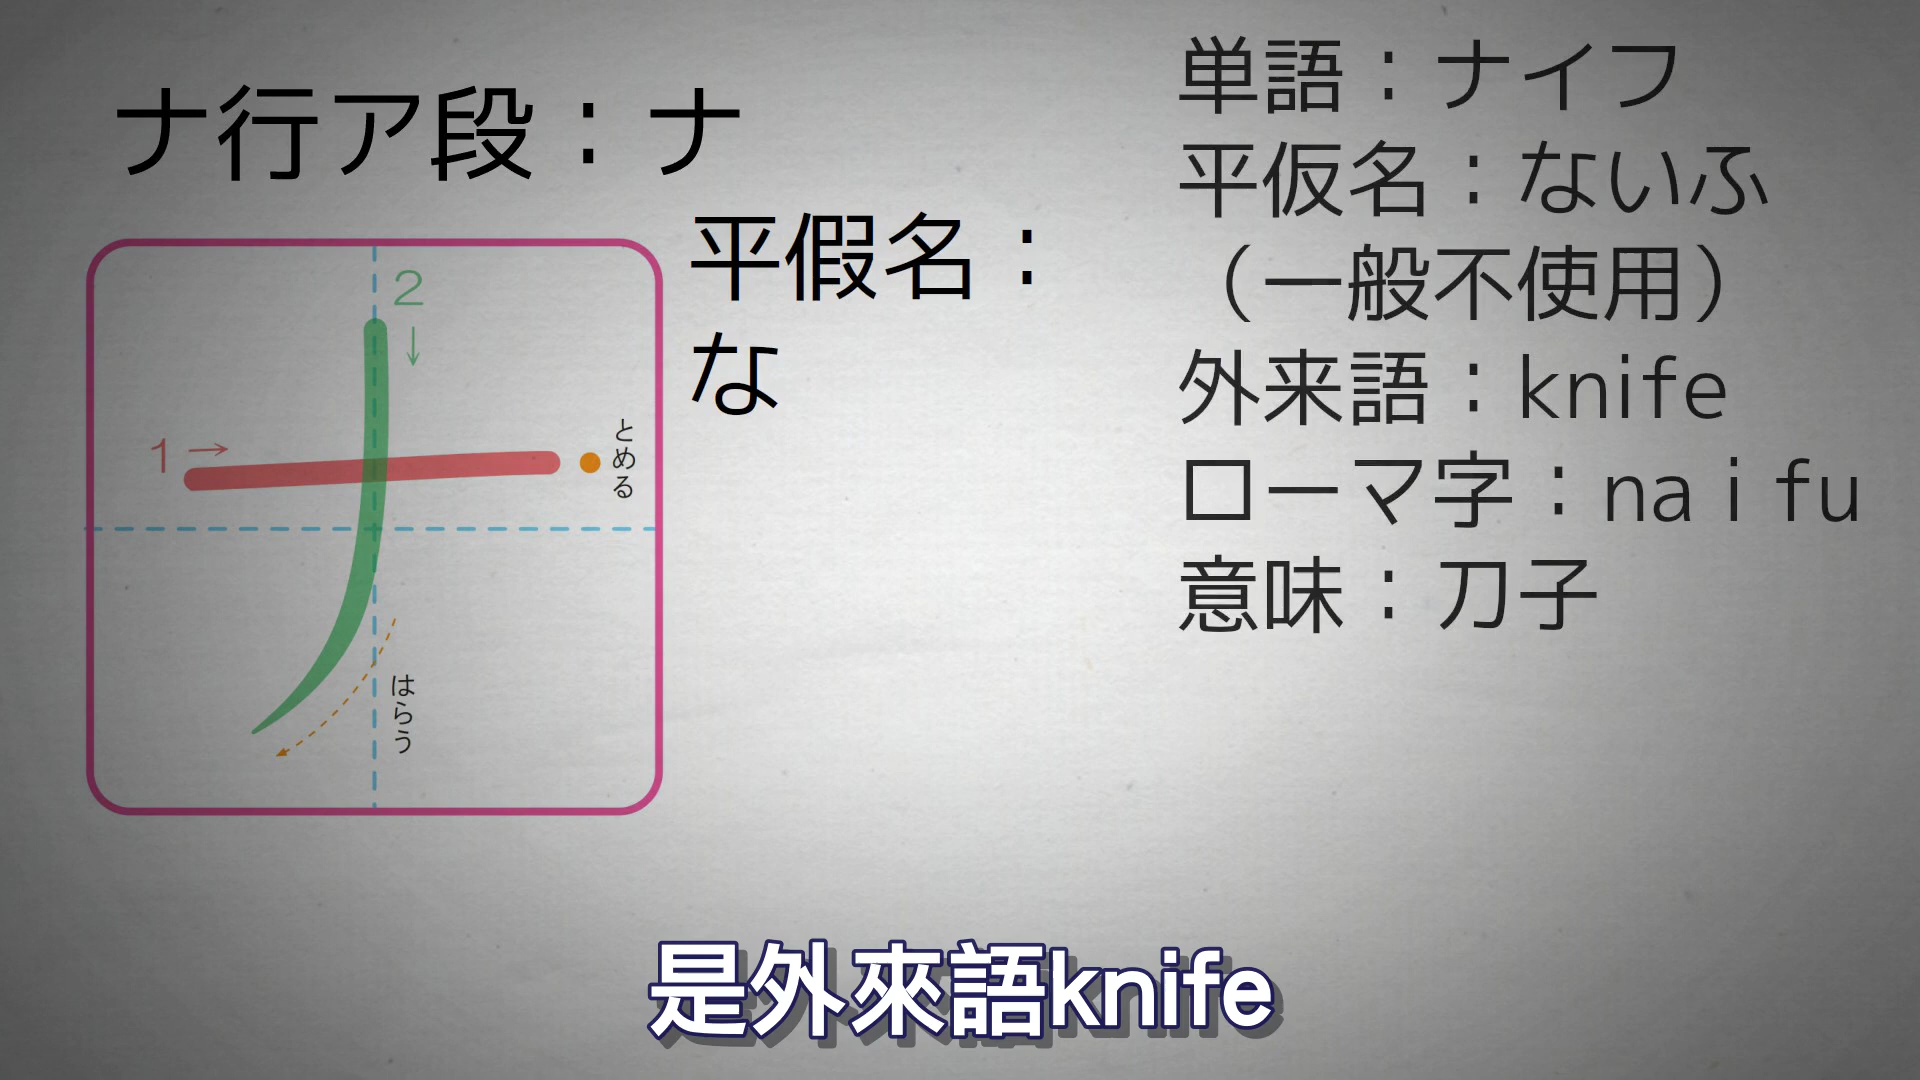 ナ行ア段：ナ
平假名：
な
1
2
とめる
はらう
単語：ナイフ
平仮名：ないふ
（一般不使用）
外来語：knife
ローマ字：naifu
意味：刀子
是外來語knife